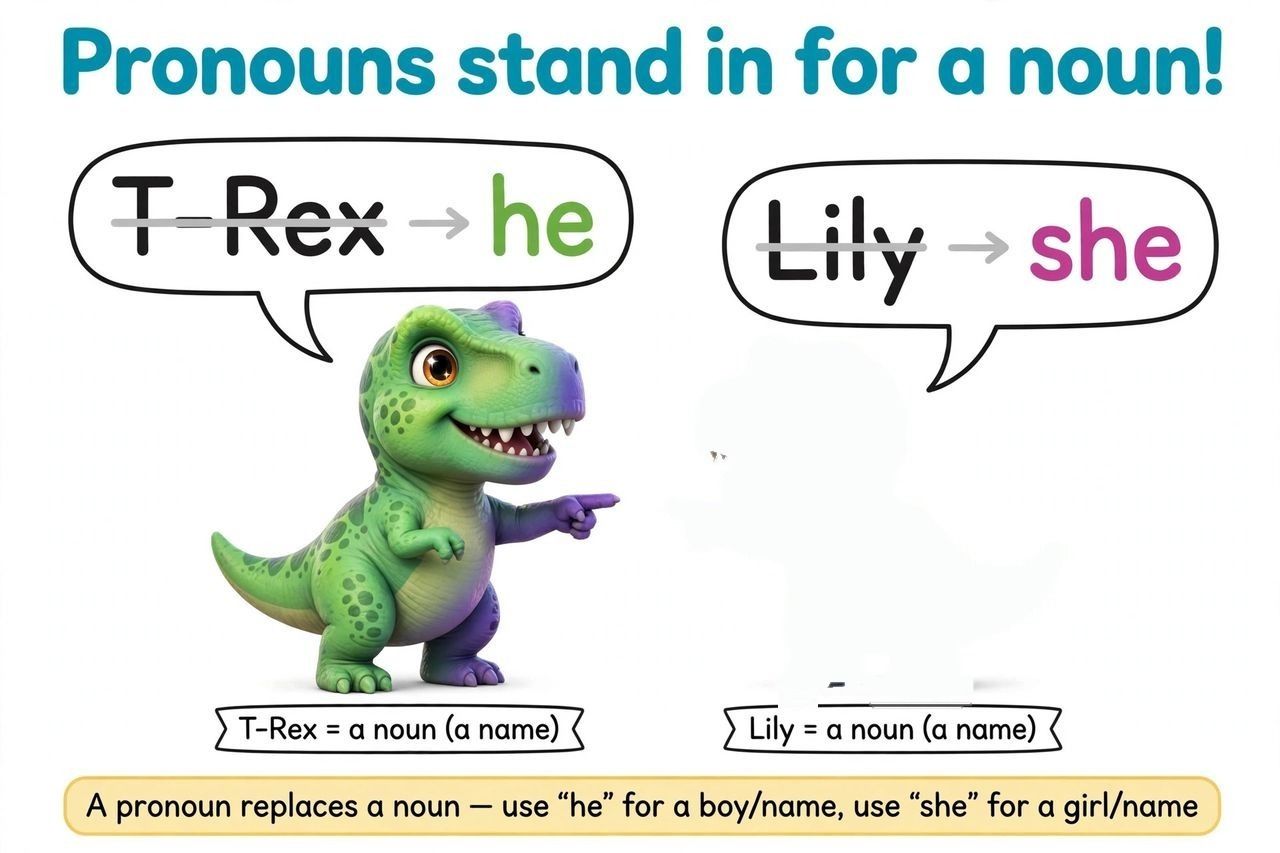 Pronouns stand in for a noun!
T-Rex → he
Lily → she
T-Rex = a noun (a name)
Lily = a noun (a name)
A pronoun replaces a noun — use “he” for a boy/name, use “she” for a girl/name